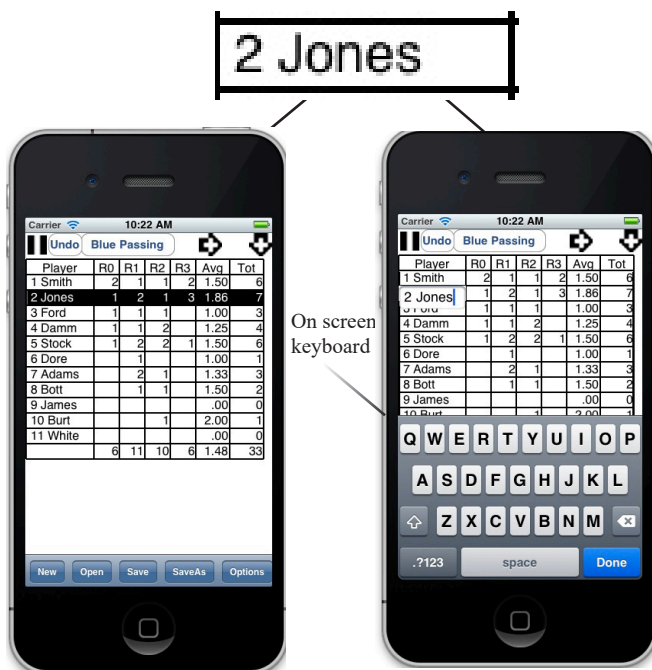 2 Jones
Carrier 10:22 AM
Undo Blue Passing
Player R0 R1 R2 R3 Avg Tot
1 Smith 2 1 1 2 1.50 6
2 Jones 1 2 1 3 1.86 7
3 Ford 1 1 1 1.00 3
4 Damm 1 1 2 1.25 4
5 Stock 1 2 2 1 1.50 6
6 Dore 1 1.00 1
7 Adams 2 1 1.33 3
8 Bott 1 1 1.50 2
9 James .00 0
10 Burt 1 2.00 1
11 White .00 0
6 11 10 6 1.48 33
New Open Save SaveAs Options
On screen
keyboard
Carrier 10:22 AM
Undo Blue Passing
Player R0 R1 R2 R3 Avg Tot
1 Smith 2 1 1 2 1.50 6
2 Jones 1 2 1 3 1.86 7
3 Ford 1 1 1.00 3
4 Damm 1 1 2 1.25 4
5 Stock 1 2 2 1 1.50 6
6 Dore 1 1.00 1
7 Adams 2 1 1.33 3
8 Bott 1 1 1.50 2
9 James .00 0
10 Burt 1 2.00 1
Q W E R T Y U I O P
A S D F G H J K L
Z X C V B N M
.?123 space Done